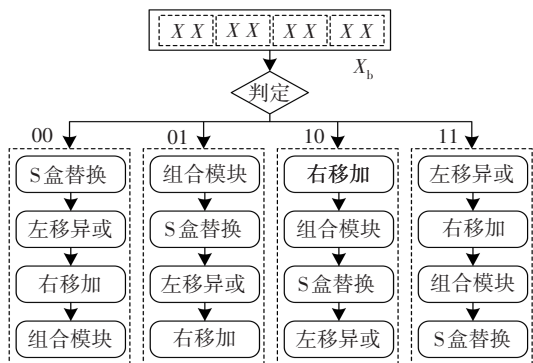 X X X X X X X X
X_b
判定
00 01 10 11
S盒替换 组合模块 右移加 左移异或
左移异或 S盒替换 组合模块 右移加
右移加 左移异或 S盒替换 组合模块
组合模块 右移加 左移异或 S盒替换